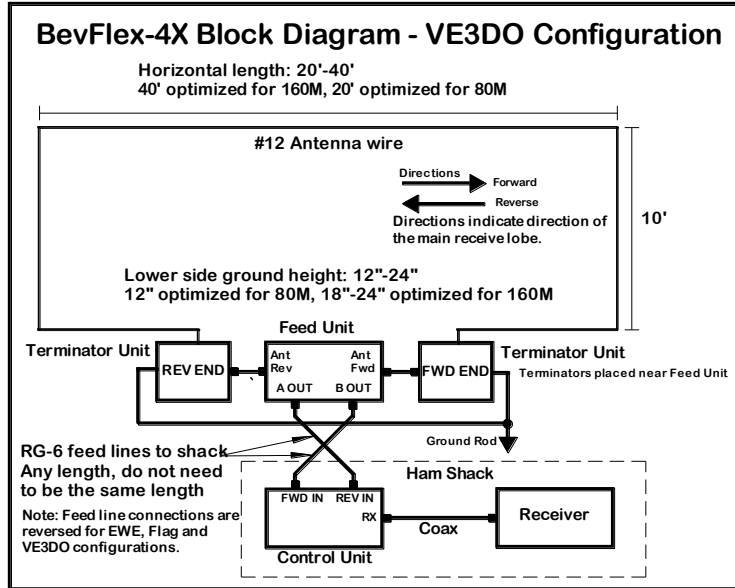 BevFlex-4X Block Diagram - VE3DO Configuration
Horizontal length: 20'-40'
40' optimized for 160M, 20' optimized for 80M
#12 Antenna wire
Directions
Forward
Reverse
Directions indicate direction of
the main receive lobe.
10'
Lower side ground height: 12"-24"
12" optimized for 80M, 18"-24" optimized for 160M
Feed Unit
Terminator Unit
Terminator Unit
REV END
Ant
Rev
Ant
Fwd
FWD END
Terminators placed near Feed Unit
A OUT
B OUT
Ground Rod
RG-6 feed lines to shack
Any length, do not need
to be the same length
Ham Shack
FWD IN
REV IN
RX
Coax
Receiver
Note: Feed line connections are
reversed for EWE, Flag and
VE3DO configurations.
Control Unit